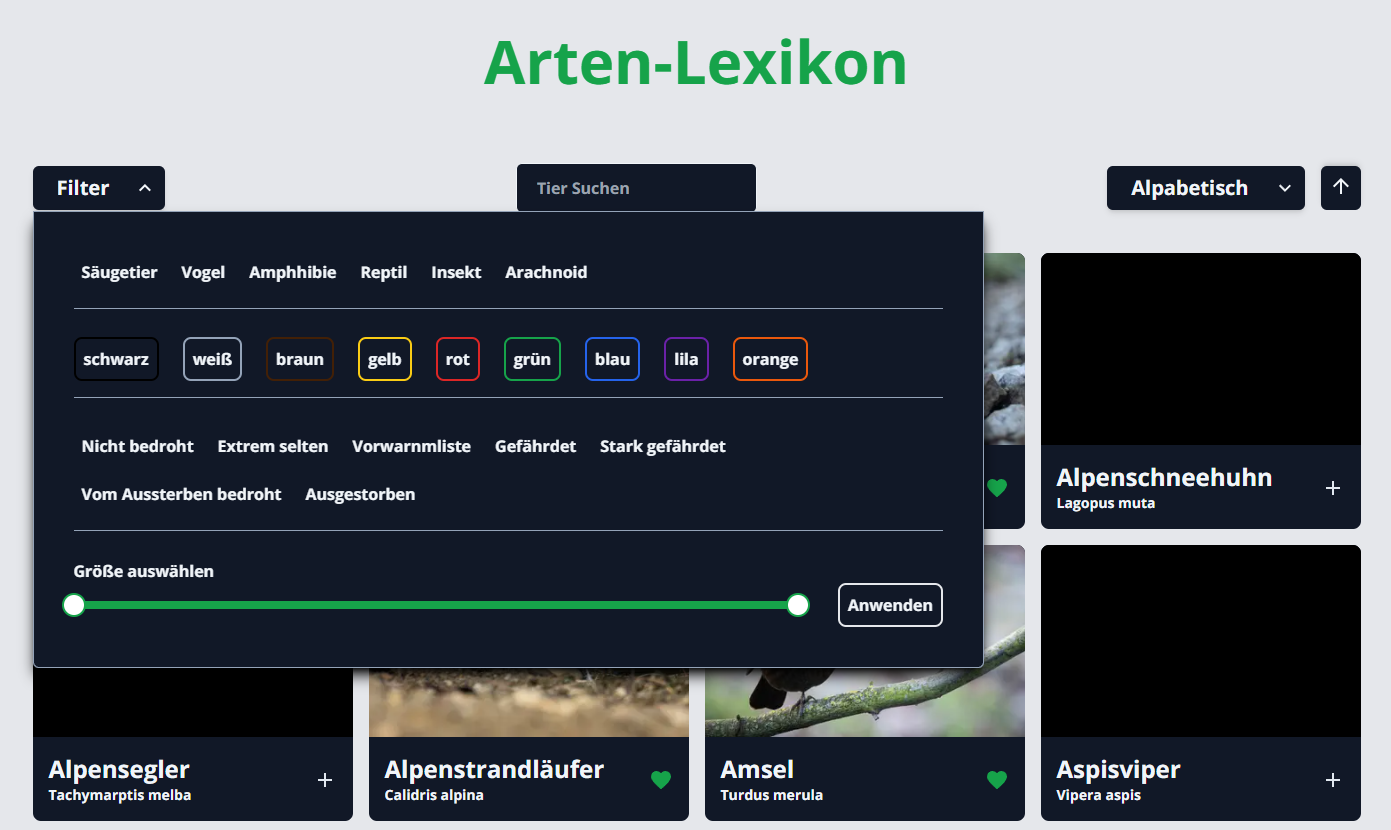 Arten-Lexikon
Filter
Tier Suchen
Alpabetisch
Säugetier Vogel Amphhibie Reptil Insekt Arachnoid
schwarz weiß braun gelb rot grün blau lila orange
Nicht bedroht Extrem selten Vorwarnmliste Gefährdet Stark gefährdet
Vom Aussterben bedroht Ausgestorben
Größe auswählen
Anwenden
Alpenschneehuhn
Lagopus muta
Alpensegler
Tachymarptis melba
Alpenstrandläufer
Calidris alpina
Amsel
Turdus merula
Aspisviper
Vipera aspis